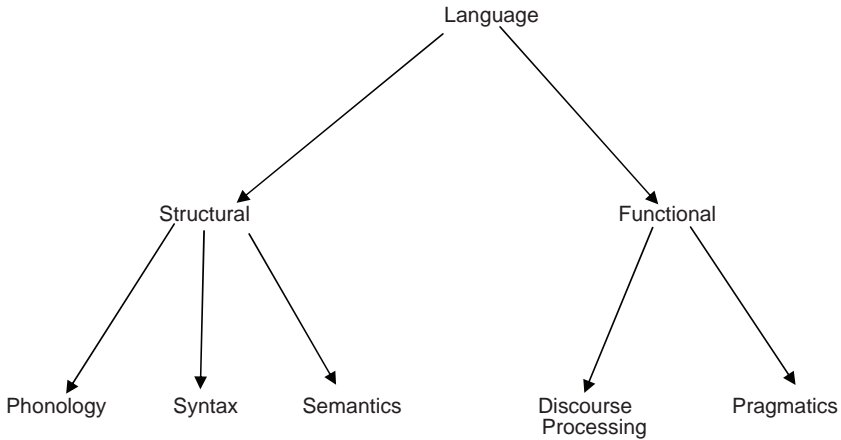 Language
Structural
Functional
Phonology
Syntax
Semantics
Discourse
Processing
Pragmatics